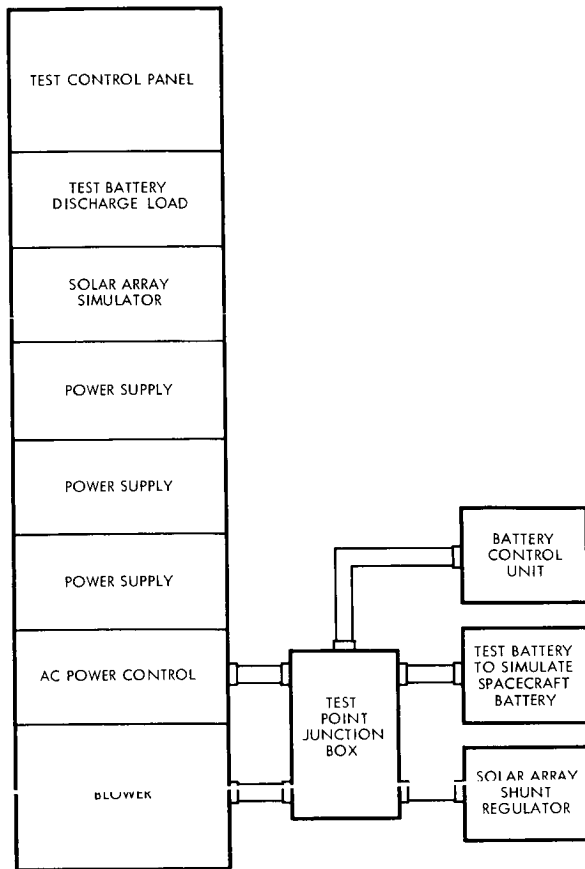 TEST CONTROL PANEL
TEST BATTERY
DISCHARGE LOAD
SOLAR ARRAY
SIMULATOR
POWER SUPPLY
POWER SUPPLY
POWER SUPPLY
AC POWER CONTROL
BLOWER
TEST
POINT
JUNCTION
BOX
BATTERY
CONTROL
UNIT
TEST BATTERY
TO SIMULATE
SPACECRAFT
BATTERY
SOLAR ARRAY
SHUNT
REGULATOR